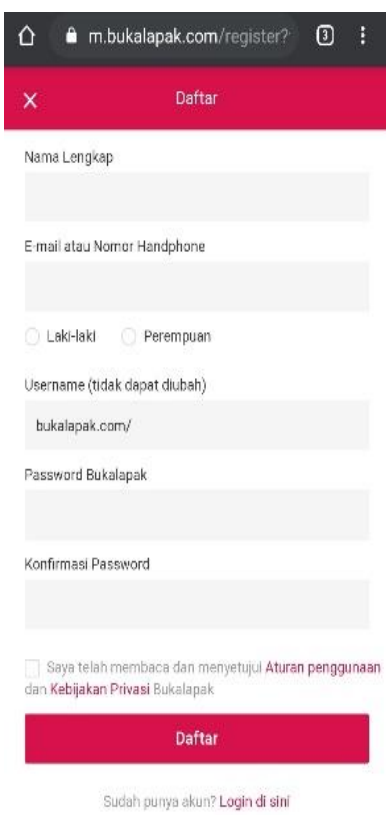 m.bukalapak.com/register?
3
Daftar
Nama Lengkap
E-mail atau Nomor Handphone
Laki-laki
Perempuan
Username (tidak dapat diubah)
bukalapak.com/
Password Bukalapak
Konfirmasi Password
Saya telah membaca dan menyetujui Aturan penggunaan
dan Kebijakan Privasi Bukalapak
Daftar
Sudah punya akun? Login di sini